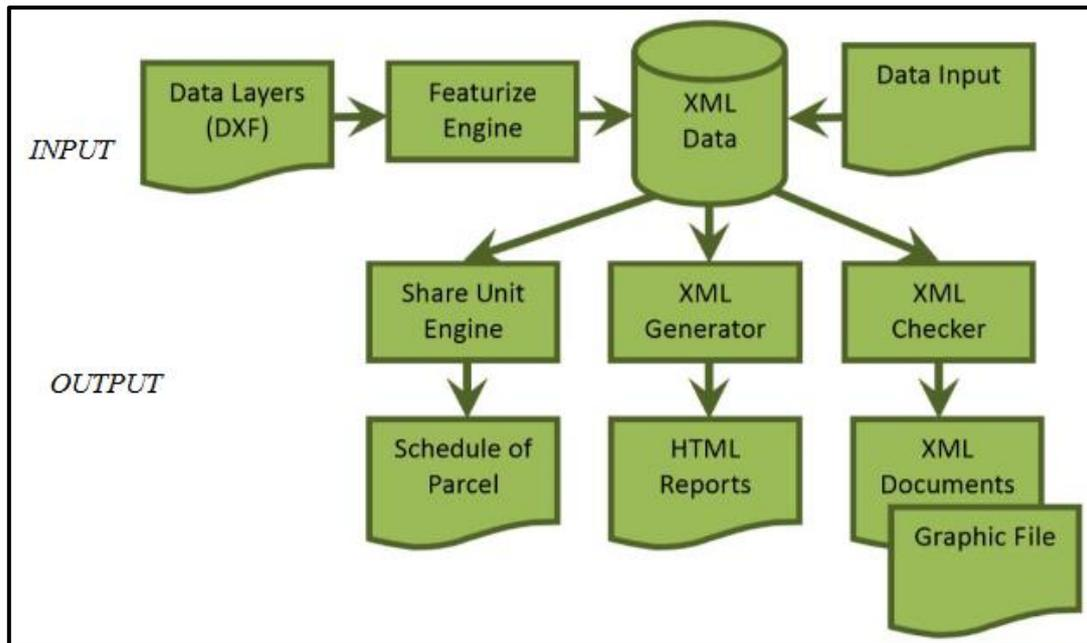 Data Layers
(DXF)
Featurize
Engine
XML
Data
Data Input
INPUT
Share Unit
Engine
XML
Generator
XML
Checker
OUTPUT
Schedule of
Parcel
HTML
Reports
XML
Documents
Graphic File